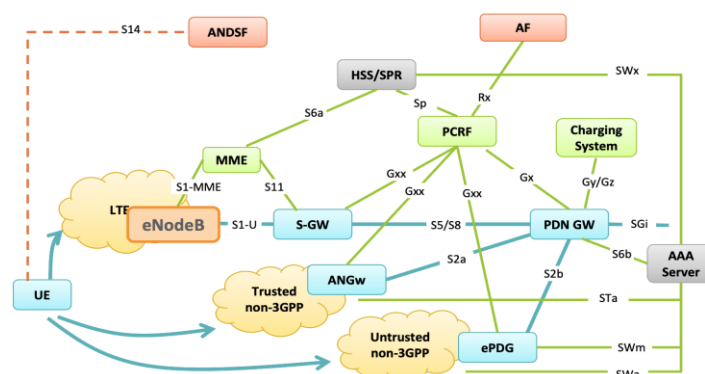 S14
ANDSF
AF
HSS/SPR
SWx
S6a
Sp
Rx
PCRF
Charging
System
MME
Gxx
Gxx
Gxx
Gx
Gy/Gz
S1-MME
S11
LTE
eNodeB
S1-U
S-GW
S5/S8
PDN GW
SGi
S2a
S6b
AAA
Server
UE
ANGw
S2b
Trusted
non-3GPP
STa
Untrusted
non-3GPP
ePDG
SWm
SWa